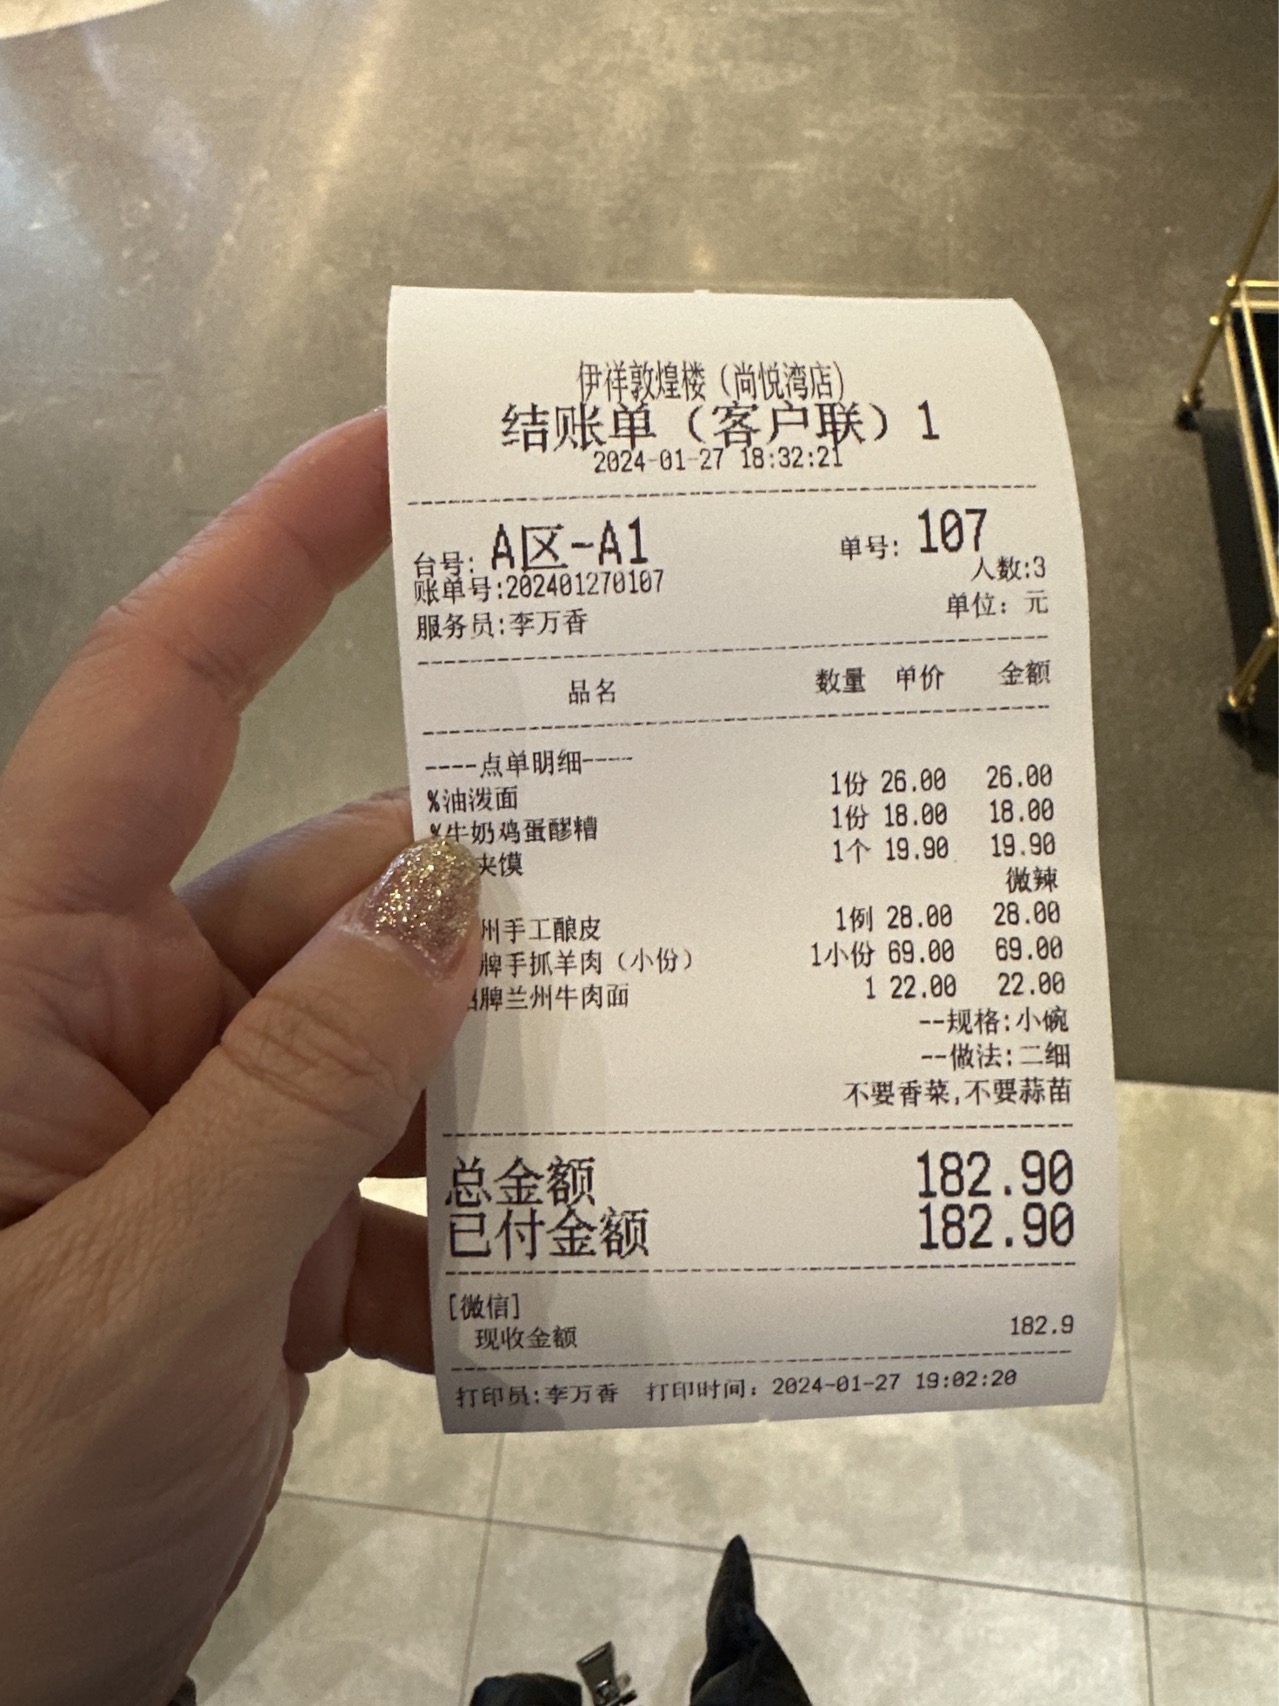 伊祥敦煌楼（尚悦湾店）
结账单（客户联）1
2024-01-27 18:32:21
台号: A区-A1 单号: 107
人数:3
账单号:202401270107
单位: 元
服务员:李万香
品名 数量 单价 金额
----点单明细----
%油泼面 1份 26.00 26.00
%牛奶鸡蛋醪糟 1份 18.00 18.00
夹馍 1个 19.90 19.90
微辣
州手工酿皮 1例 28.00 28.00
牌手抓羊肉（小份） 1小份 69.00 69.00
招牌兰州牛肉面 1 22.00 22.00
--规格:小碗
--做法:二细
不要香菜,不要蒜苗
总金额 182.90
已付金额 182.90
[微信]
现收金额 182.9
打印员:李万香 打印时间: 2024-01-27 19:02:20